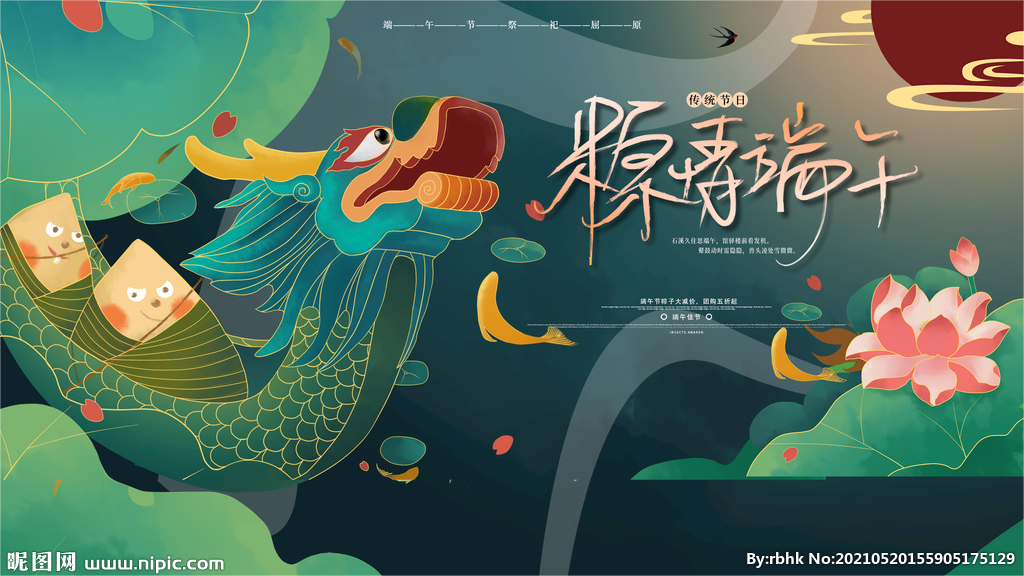 端——午——节——祭——祀——屈——原
传统节日
粽情端午
石溪久住思端午，馆驿楼前看发机。
鼙鼓动时雷隐隐，兽头凌处雪微微。
端午节粽子大减价，团购五折起
端午佳节
INSECTS AWAKEN
昵图网 www.nipic.com
By:rbhk No:20210520155905175129